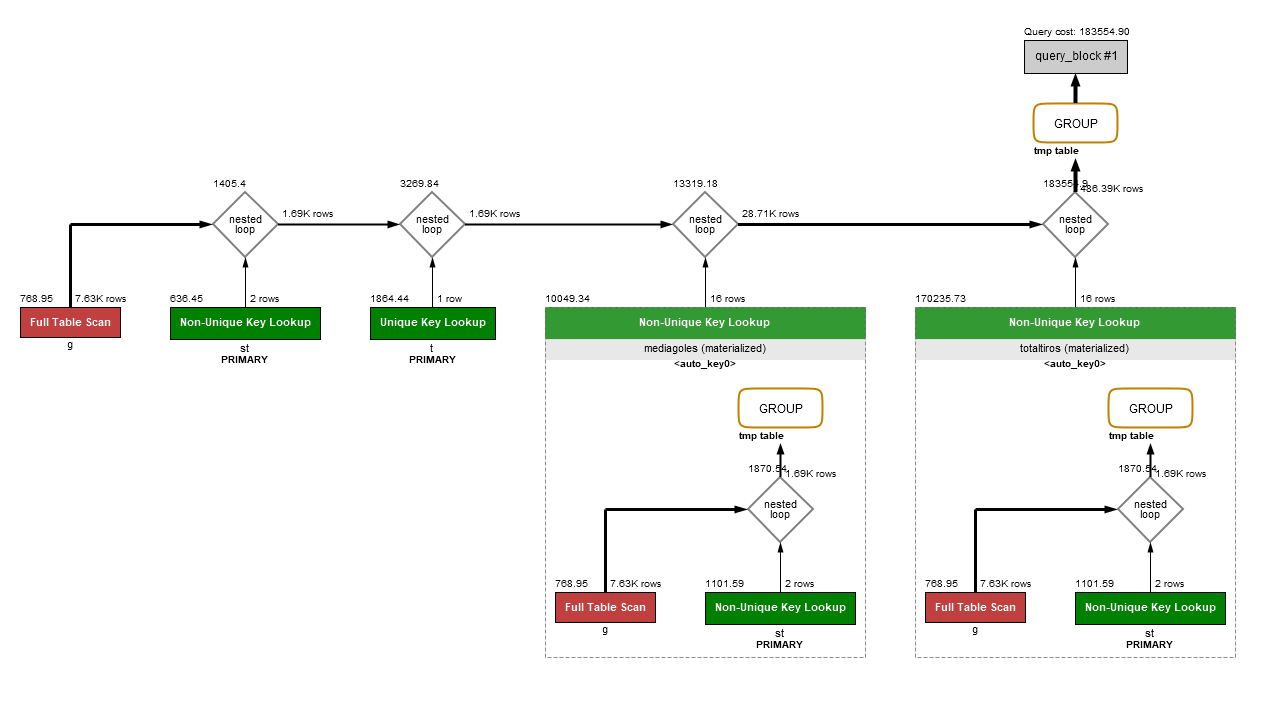 Query cost: 183554.90
query_block #1
GROUP
tmp table
1405.4
3269.84
13319.18
183554.9
486.39K rows
nested
loop
1.69K rows
nested
loop
1.69K rows
nested
loop
28.71K rows
nested
loop
768.95
7.63K rows
636.45
2 rows
1864.44
1 row
10049.34
16 rows
170235.73
16 rows
Full Table Scan
g
Non-Unique Key Lookup
st
PRIMARY
Unique Key Lookup
t
PRIMARY
Non-Unique Key Lookup
mediagoles (materialized)
<auto_key0>
Non-Unique Key Lookup
totaltiros (materialized)
<auto_key0>
GROUP
tmp table
1870.54
1.69K rows
nested
loop
768.95
7.63K rows
1101.59
2 rows
Full Table Scan
g
Non-Unique Key Lookup
st
PRIMARY
GROUP
tmp table
1870.54
1.69K rows
nested
loop
768.95
7.63K rows
1101.59
2 rows
Full Table Scan
g
Non-Unique Key Lookup
st
PRIMARY